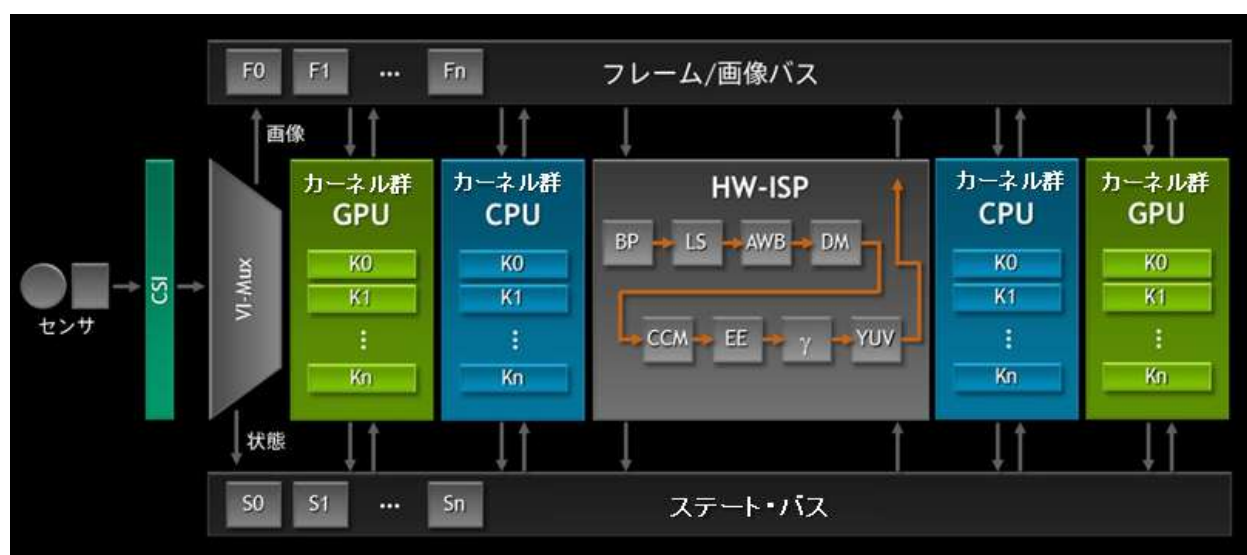 F0 F1 ... Fn フレーム/画像バス
画像
センサ
CSI
VI-Mux
カーネル群
GPU
K0
K1
⋮
Kn
カーネル群
CPU
K0
K1
⋮
Kn
HW-ISP
BP LS AWB DM
CCM EE γ YUV
カーネル群
CPU
K0
K1
⋮
Kn
カーネル群
GPU
K0
K1
⋮
Kn
状態
S0 S1 ... Sn ステート・バス